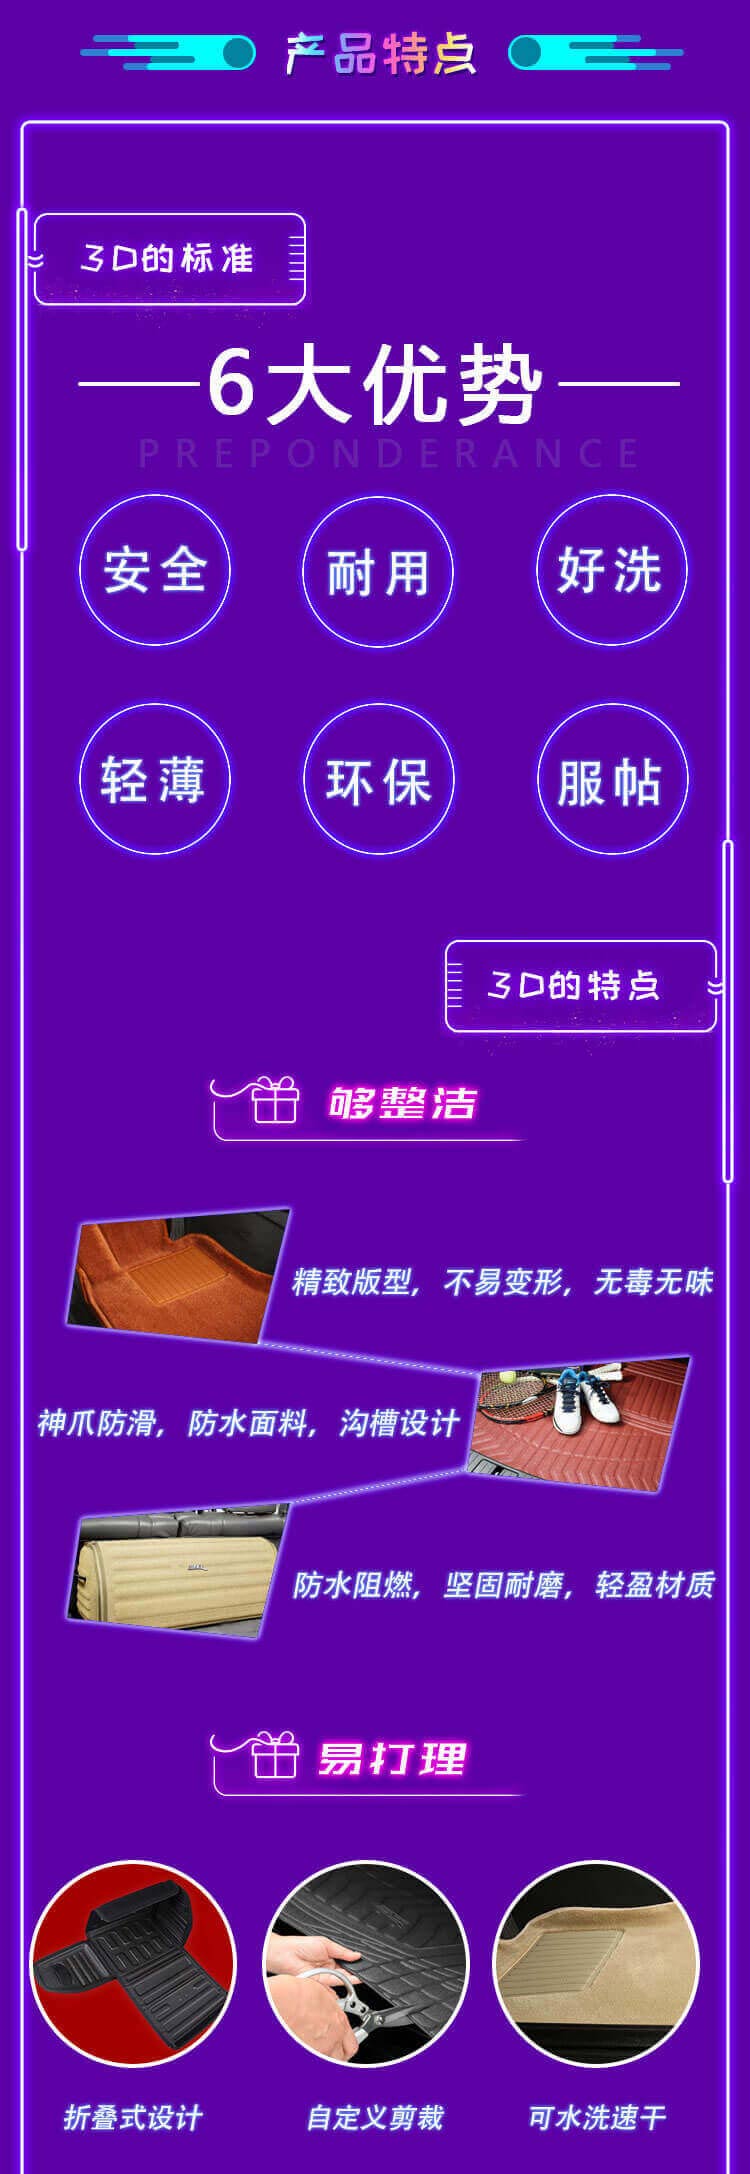 产品特点
3D的标准
6大优势
PREPONDERANCE
安全
耐用
好洗
轻薄
环保
服帖
3D的特点
够整洁
精致版型，不易变形，无毒无味
神爪防滑，防水面料，沟槽设计
防水阻燃，坚固耐磨，轻盈材质
易打理
折叠式设计
自定义剪裁
可水洗速干